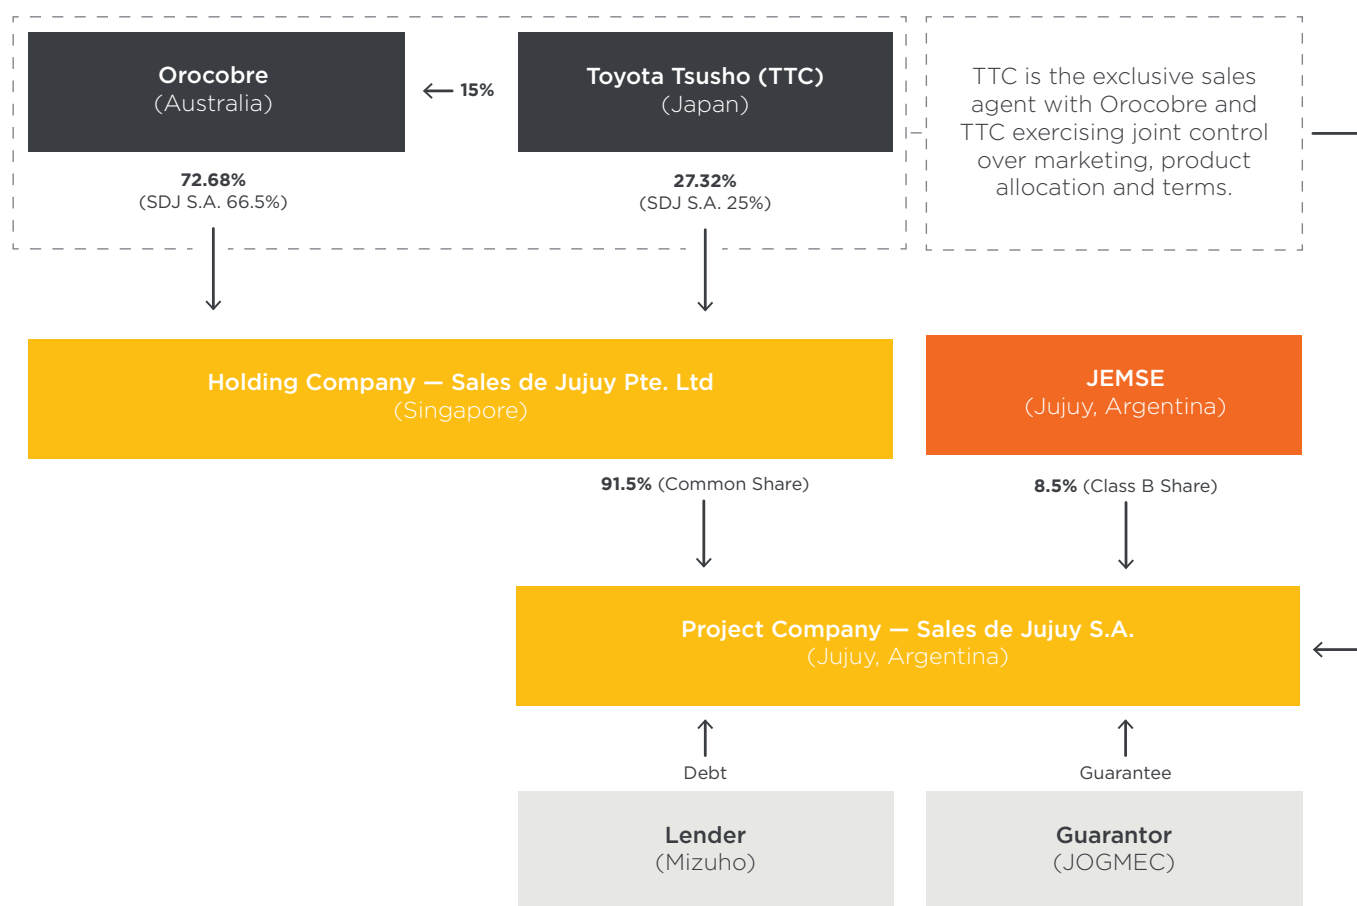 Orocobre
(Australia)
15%
Toyota Tsusho (TTC)
(Japan)
TTC is the exclusive sales
agent with Orocobre and
TTC exercising joint control
over marketing, product
allocation and terms.
72.68%
(SDJ S.A. 66.5%)
27.32%
(SDJ S.A. 25%)
Holding Company — Sales de Jujuy Pte. Ltd
(Singapore)
JEMSE
(Jujuy, Argentina)
91.5% (Common Share)
8.5% (Class B Share)
Project Company — Sales de Jujuy S.A.
(Jujuy, Argentina)
Debt
Guarantee
Lender
(Mizuho)
Guarantor
(JOGMEC)